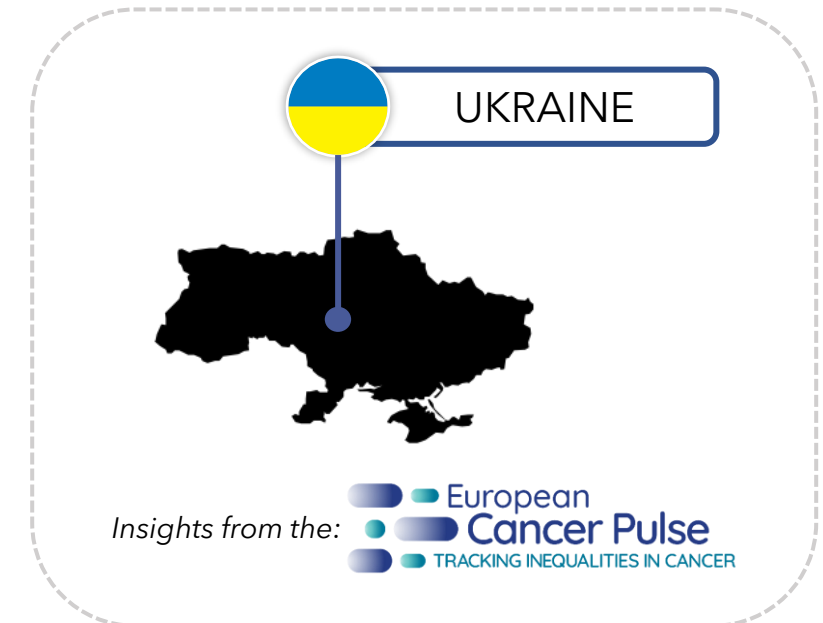 UKRAINE
Insights from the:
European
Cancer Pulse
TRACKING INEQUALITIES IN CANCER